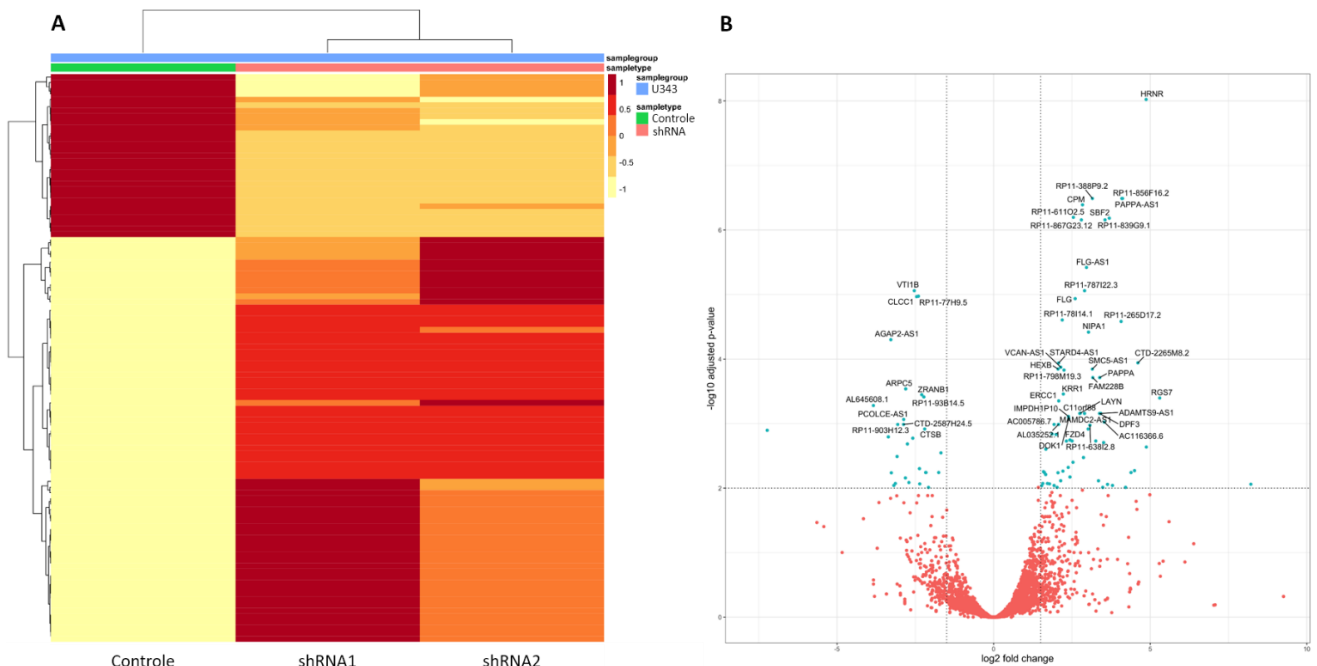 A
samplegroup
sampletype
1
0.5
0
-0.5
-1
samplegroup
U343
sampletype
Controle
shRNA
Controle
shRNA1
shRNA2
B
-log10 adjusted p-value
8
6
4
2
0
HRNR
RP11-388P9.2
RP11-856F16.2
CPM
PAPPA-AS1
RP11-611O2.5
SBF2
RP11-867G23.12
RP11-839G9.1
FLG-AS1
VTI1B
RP11-787I22.3
CLCC1
RP11-77H9.5
FLG
RP11-78I14.1
RP11-265D17.2
NIPA1
AGAP2-AS1
VCAN-AS1
STARD4-AS1
CTD-2265M8.2
HEXB
SMC5-AS1
RP11-798M19.3
PAPPA
FAM228B
ARPC5
ZRANB1
KRR1
RGS7
AL645608.1
RP11-93B14.5
ERCC1
LAYN
IMPDH1P10
C11orf68
ADAMTS9-AS1
PCOLCE-AS1
CTD-2587H24.5
AC005786.7
MAMDC2-AS1
DPF3
RP11-903H12.3
CTSB
AL035252
FZD4
AC116366.6
DOK1
RP11-638I2.8
-5
0
5
10
log2 fold change